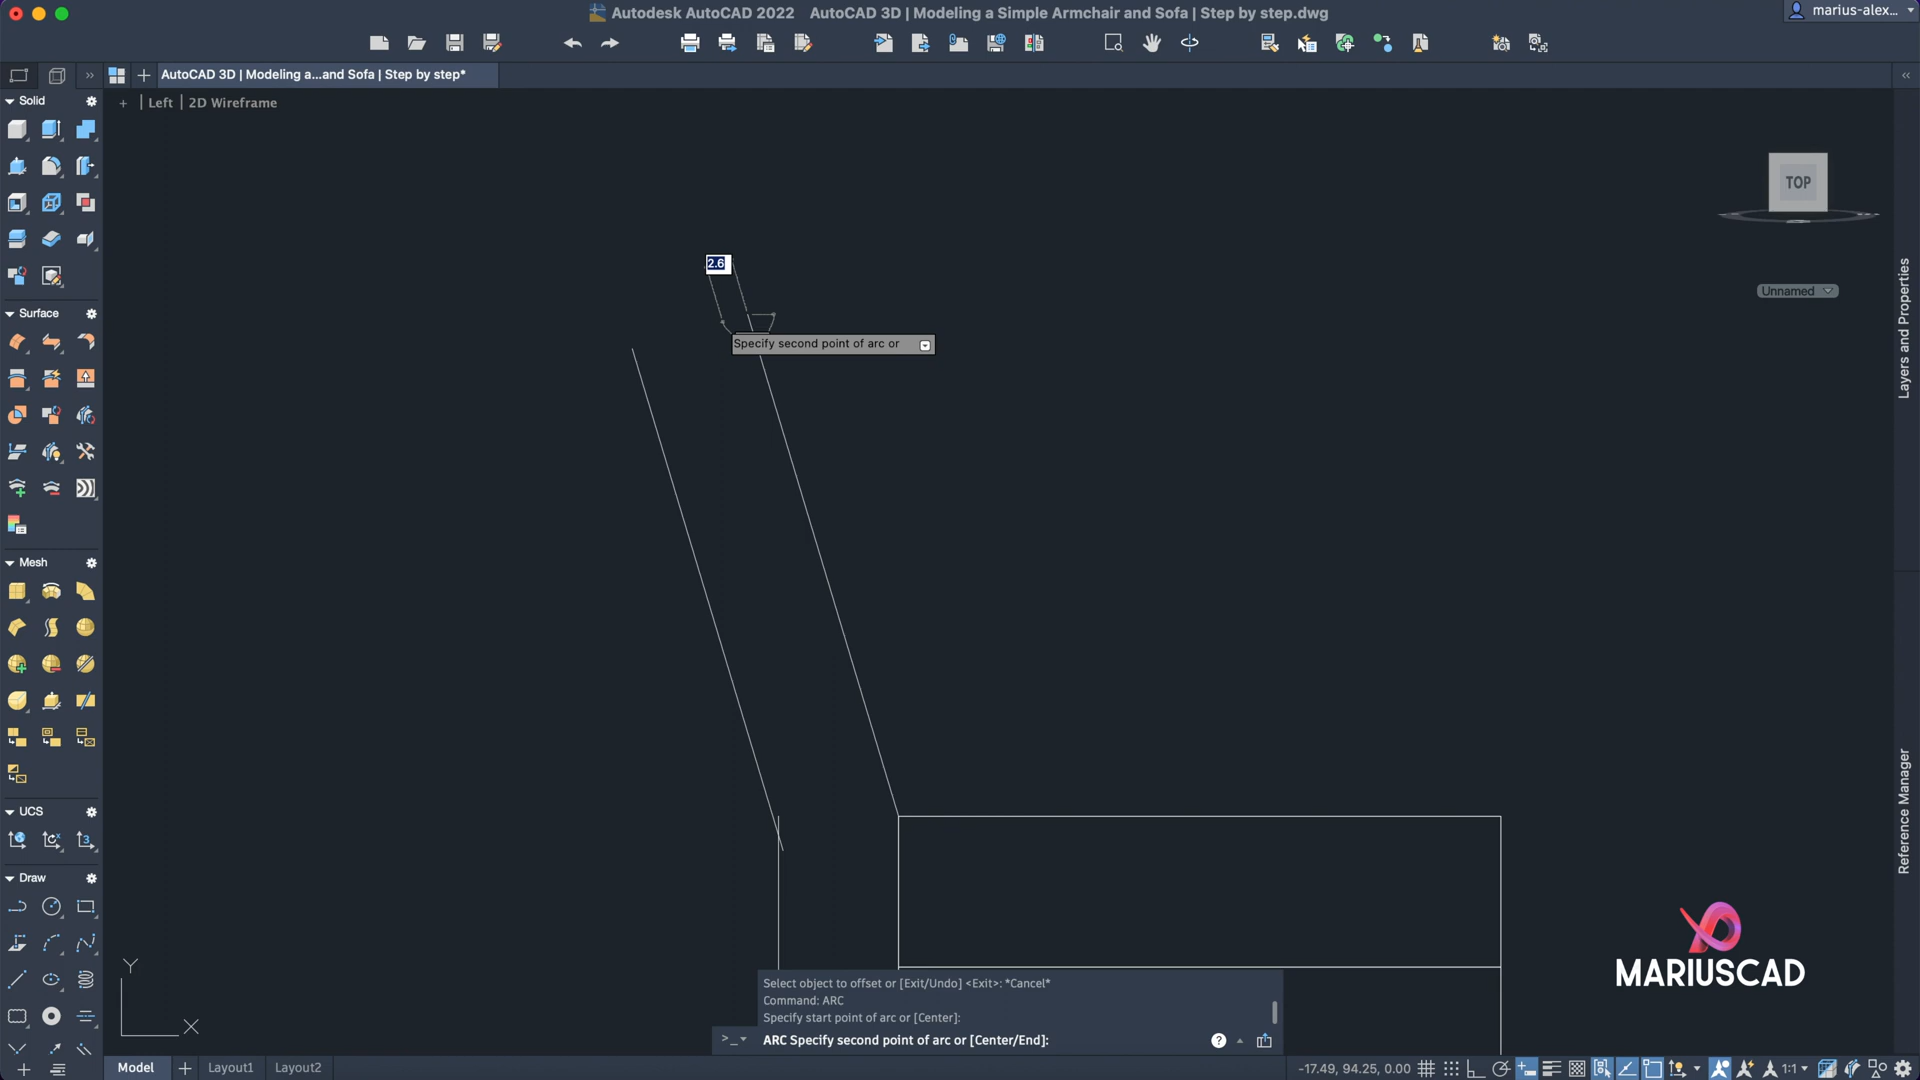 Autodesk AutoCAD 2022 AutoCAD 3D | Modeling a Simple Armchair and Sofa | Step by step.dwg
marius-alex...
AutoCAD 3D | Modeling a...and Sofa | Step by step*
Solid
+ | Left | 2D Wireframe
TOP
2.6
Unnamed
Surface
Specify second point of arc or
Layers and Properties
Mesh
UCS
Reference Manager
Draw
Y
X
MARIUSCAD
Select object to offset or [Exit/Undo] <Exit>: *Cancel*
Command: ARC
Specify start point of arc or [Center]:
>_ ARC Specify second point of arc or [Center/End]:
Model
Layout1
Layout2
-17.49, 94.25, 0.00
1:1